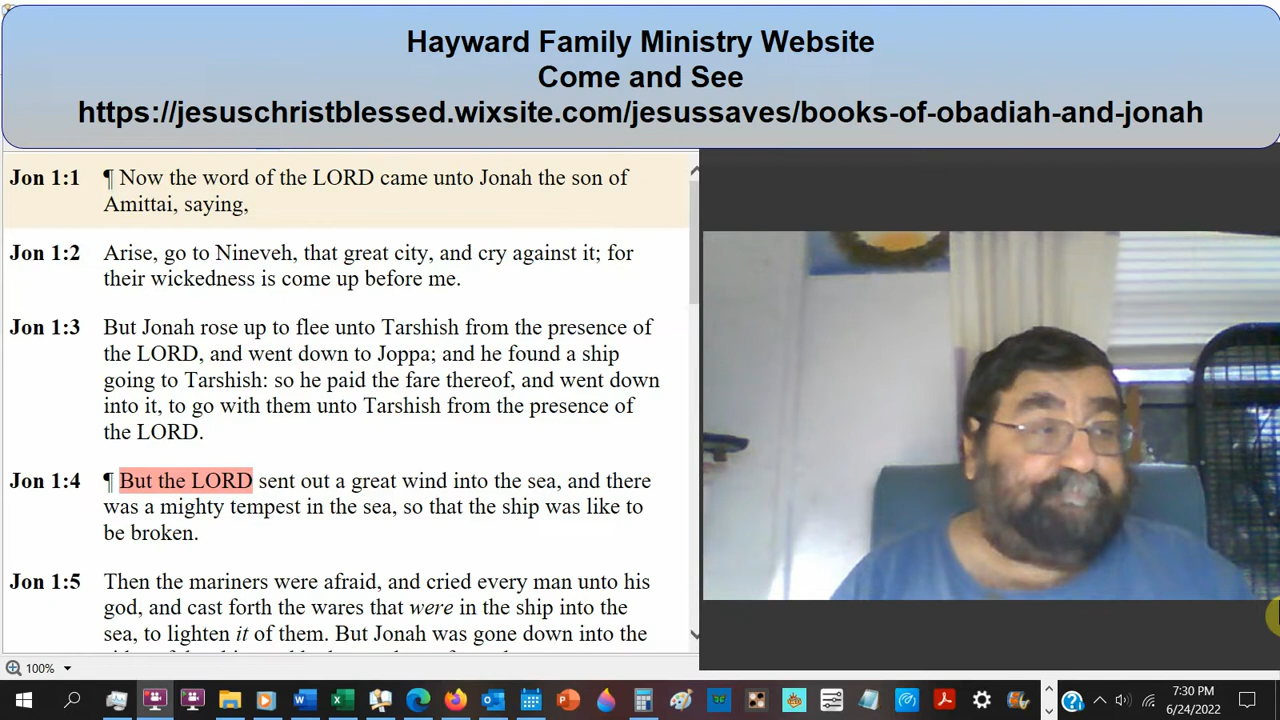 Hayward Family Ministry Website
Come and See
https://jesuschristblessed.wixsite.com/jesussaves/books-of-obadiah-and-jonah
Jon 1:1 ¶ Now the word of the LORD came unto Jonah the son of
Amittai, saying,
Jon 1:2 Arise, go to Nineveh, that great city, and cry against it; for
their wickedness is come up before me.
Jon 1:3 But Jonah rose up to flee unto Tarshish from the presence of
the LORD, and went down to Joppa; and he found a ship
going to Tarshish: so he paid the fare thereof, and went down
into it, to go with them unto Tarshish from the presence of
the LORD.
Jon 1:4 ¶ But the LORD sent out a great wind into the sea, and there
was a mighty tempest in the sea, so that the ship was like to
be broken.
Jon 1:5 Then the mariners were afraid, and cried every man unto his
god, and cast forth the wares that were in the ship into the
sea, to lighten it of them. But Jonah was gone down into the
100%
7:30 PM
6/24/2022